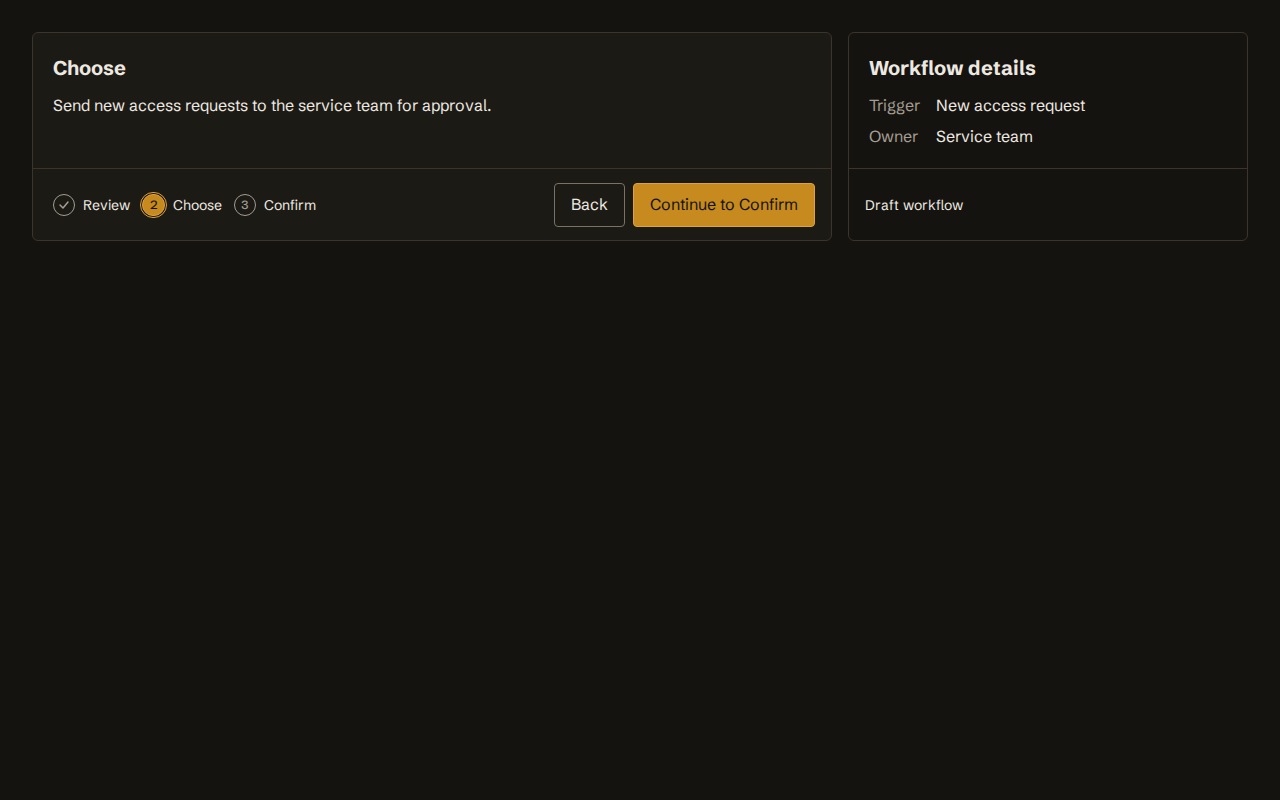 Choose
Send new access requests to the service team for approval.
Review 2 Choose 3 Confirm
Back
Continue to Confirm
Workflow details
Trigger New access request
Owner Service team
Draft workflow